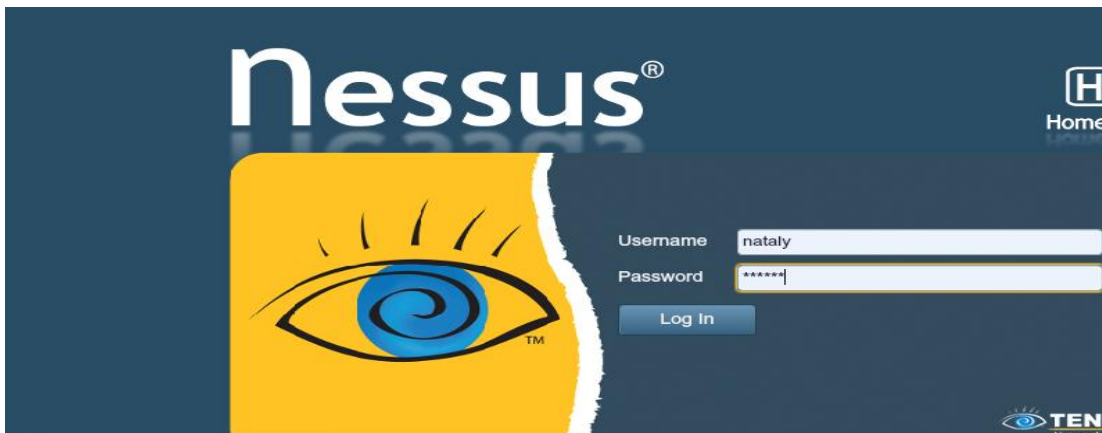 nessus®
H
Home
Username nataly
Password ******
Log In
TM
TEN